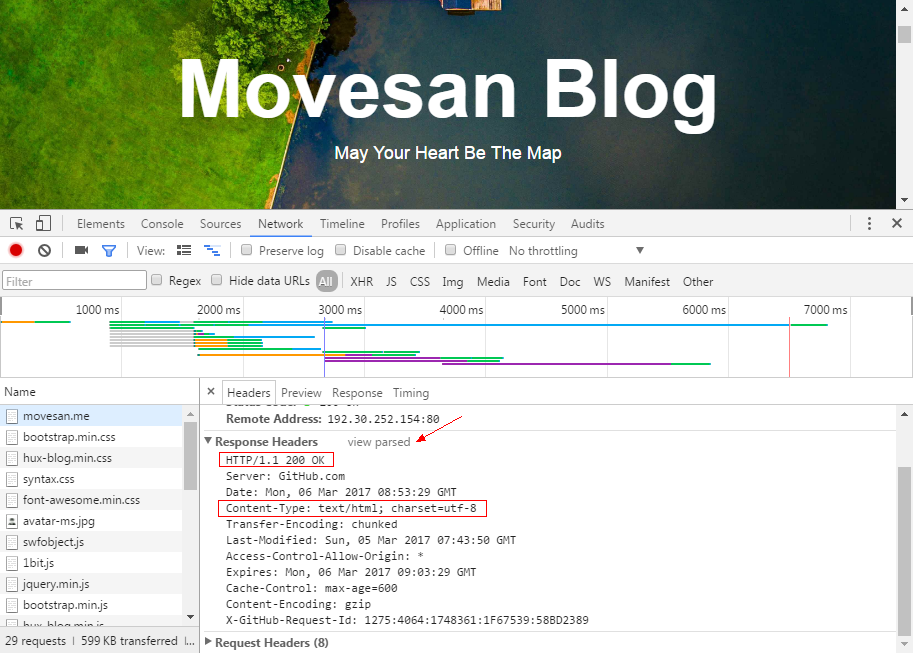 Movesan Blog
May Your Heart Be The Map
Elements Console Sources Network Timeline Profiles Application Security Audits
View: Preserve log Disable cache Offline No throttling
Filter Regex Hide data URLs All XHR JS CSS Img Media Font Doc WS Manifest Other
1000 ms 2000 ms 3000 ms 4000 ms 5000 ms 6000 ms 7000 ms
Name
movesan.me
bootstrap.min.css
hux-blog.min.css
syntax.css
font-awesome.min.css
avatar-ms.jpg
swfobject.js
1bit.js
jquery.min.js
bootstrap.min.js
hux-blog.min.js
29 requests | 599 KB transferred |...
× Headers Preview Response Timing
Remote Address: 192.30.252.154:80
Response Headers view parsed
HTTP/1.1 200 OK
Server: GitHub.com
Date: Mon, 06 Mar 2017 08:53:29 GMT
Content-Type: text/html; charset=utf-8
Transfer-Encoding: chunked
Last-Modified: Sun, 05 Mar 2017 07:43:50 GMT
Access-Control-Allow-Origin: *
Expires: Mon, 06 Mar 2017 09:03:29 GMT
Cache-Control: max-age=600
Content-Encoding: gzip
X-GitHub-Request-Id: 1275:4064:1748361:1F67539:58BD2389
Request Headers (8)